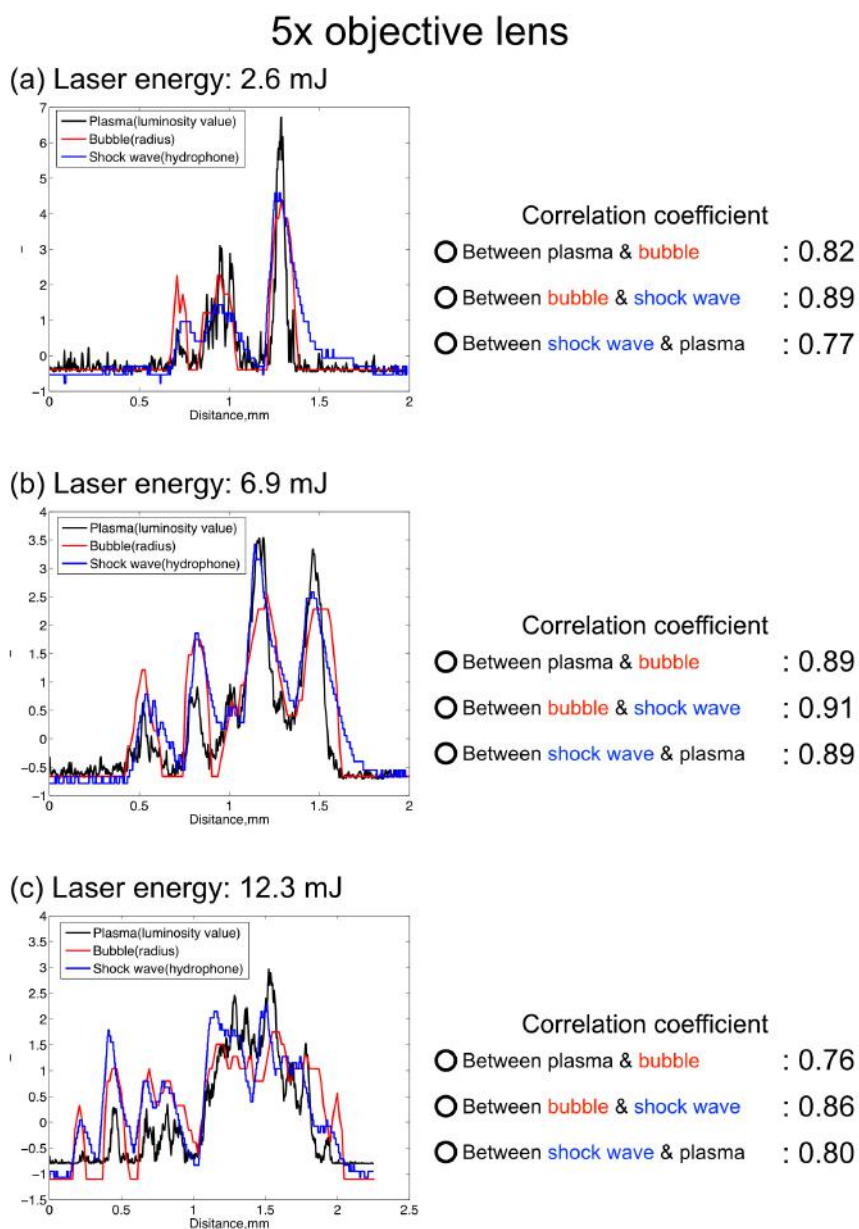 5x objective lens
(a) Laser energy: 2.6 mJ
7
6
5
4
3
2
1
0
−1
Plasma(luminosity value)
Bubble(radius)
Shock wave(hydrophone)
0 0.5 1 1.5 2
Disitance,mm
Correlation coefficient
Between plasma & bubble : 0.82
Between bubble & shock wave : 0.89
Between shock wave & plasma : 0.77
(b) Laser energy: 6.9 mJ
4
3.5
3
2.5
2
1.5
1
0.5
0
−0.5
−1
Plasma(luminosity value)
Bubble(radius)
Shock wave(hydrophone)
0 0.5 1 1.5 2
Disitance,mm
Correlation coefficient
Between plasma & bubble : 0.89
Between bubble & shock wave : 0.91
Between shock wave & plasma : 0.89
(c) Laser energy: 12.3 mJ
4
3.5
3
2.5
2
1.5
1
0.5
0
−0.5
−1
−1.5
Plasma(luminosity value)
Bubble(radius)
Shock wave(hydrophone)
0 0.5 1 1.5 2 2.5
Disitance,mm
Correlation coefficient
Between plasma & bubble : 0.76
Between bubble & shock wave : 0.86
Between shock wave & plasma : 0.80